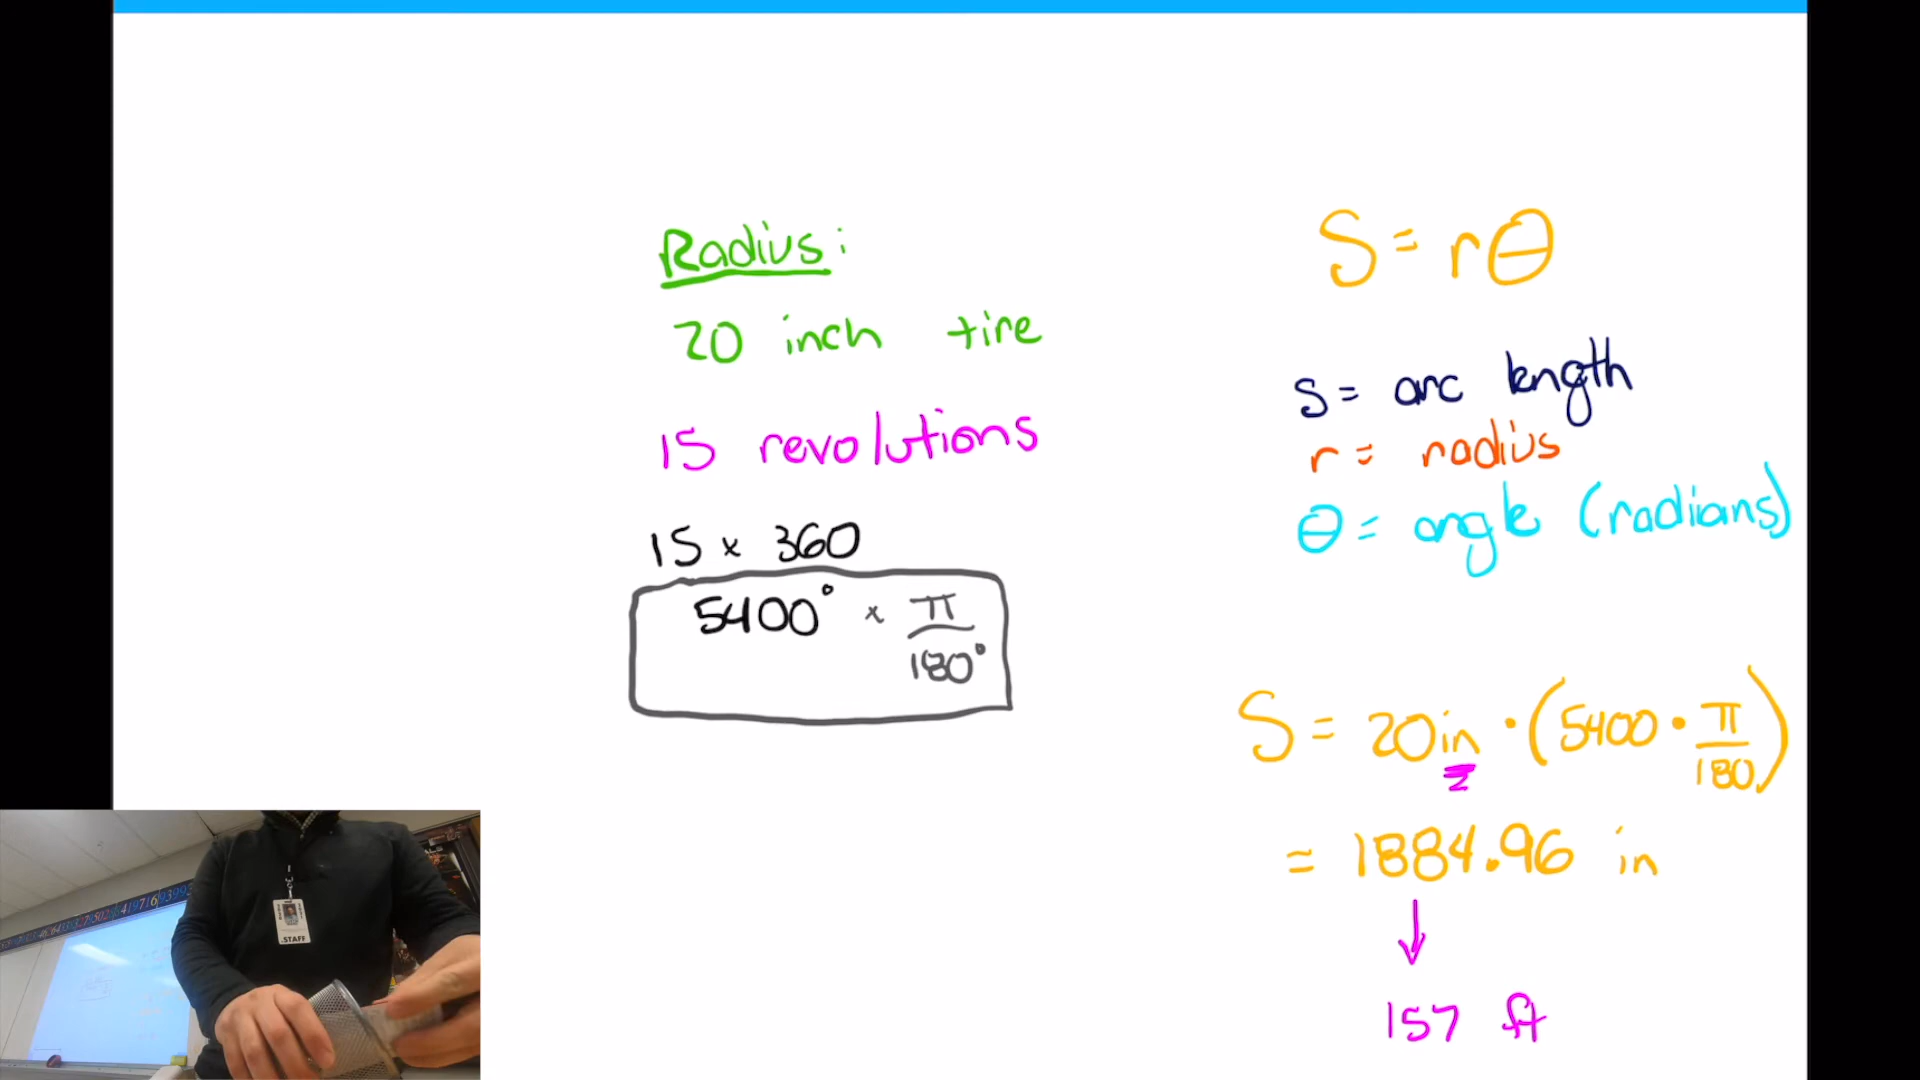 Radius:
20 inch tire
15 revolutions
15 x 360
5400° x π/180°
S = rθ
s = arc length
r = radius
θ = angle (radians)
S = 20in · (5400 · π/180)
= 1884.96 in
↓
157 ft
STAFF